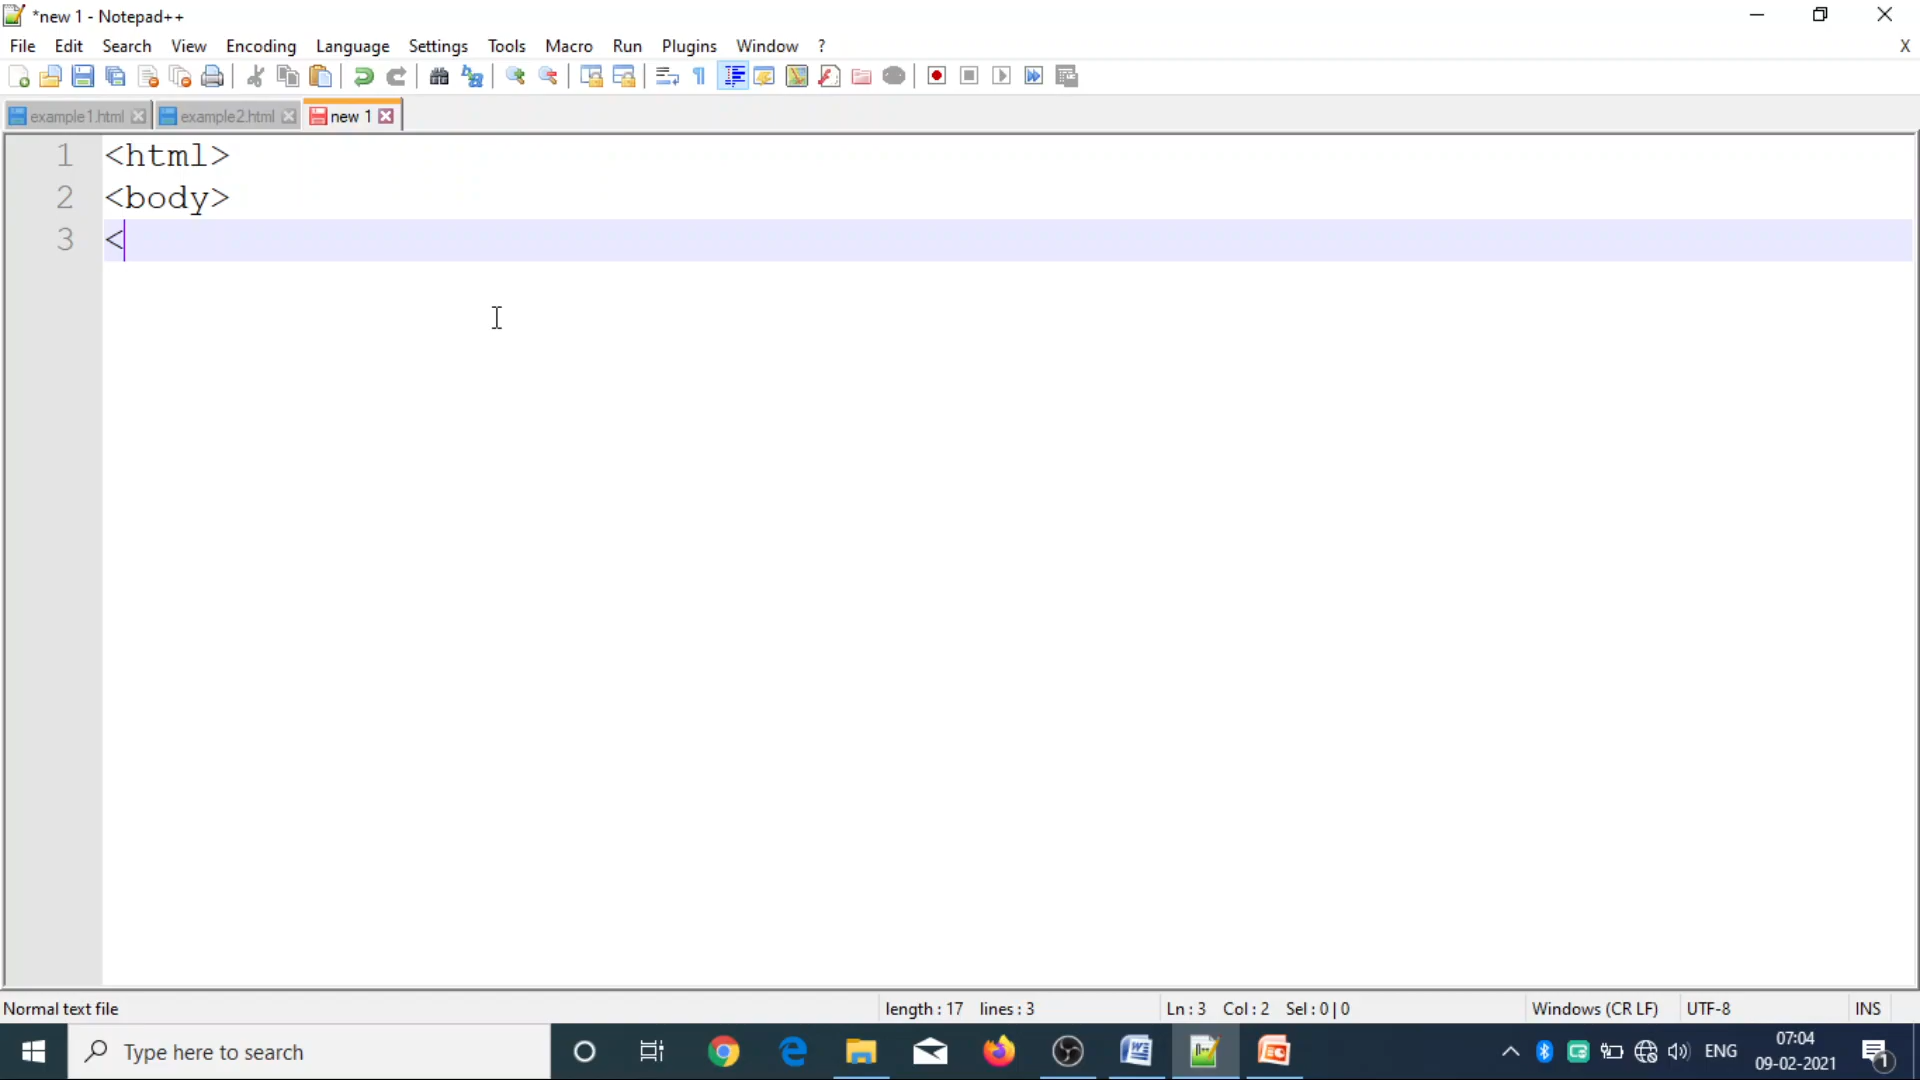 *new 1 - Notepad++
File Edit Search View Encoding Language Settings Tools Macro Run Plugins Window ? X
example1.html example2.html new 1
1 <html>
2 <body>
3 <
Normal text file length : 17 lines : 3 Ln : 3 Col : 2 Sel : 0 | 0 Windows (CR LF) UTF-8 INS
Type here to search ENG 07:04
09-02-2021 1